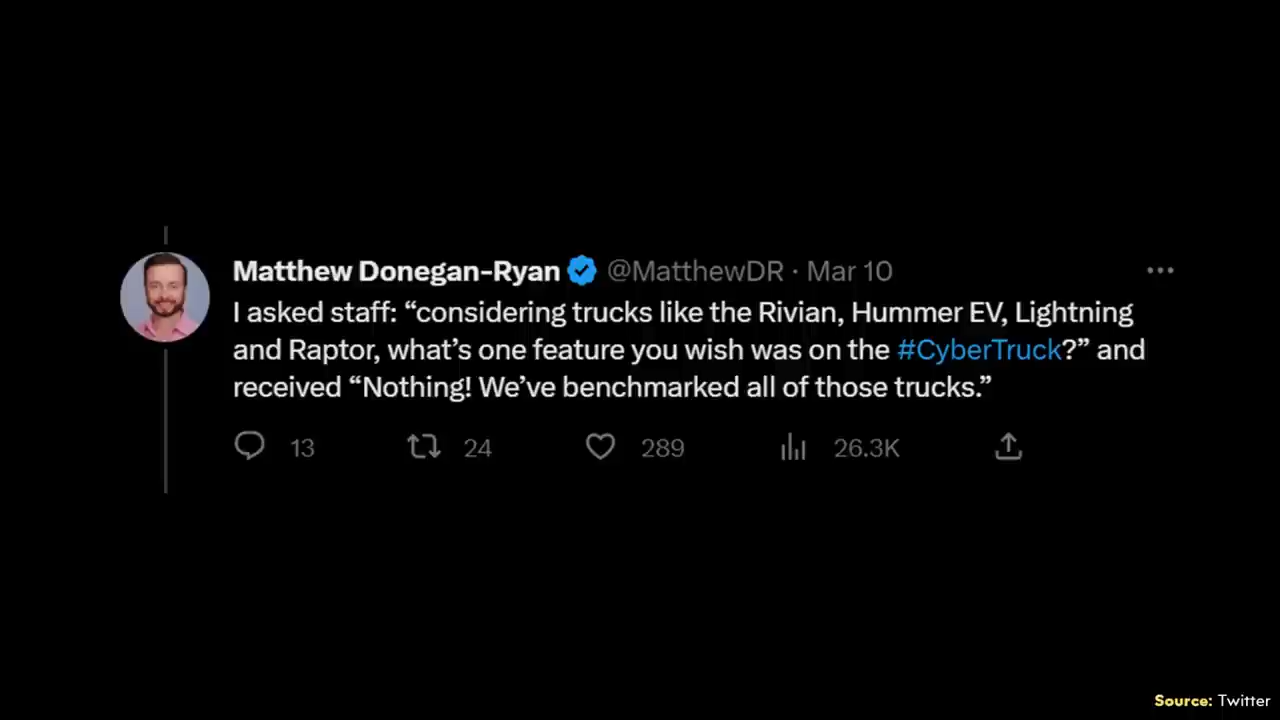 Matthew Donegan-Ryan @MatthewDR · Mar 10
I asked staff: “considering trucks like the Rivian, Hummer EV, Lightning
and Raptor, what’s one feature you wish was on the #CyberTruck?” and
received “Nothing! We’ve benchmarked all of those trucks.”
13 24 289 26.3K
Source: Twitter